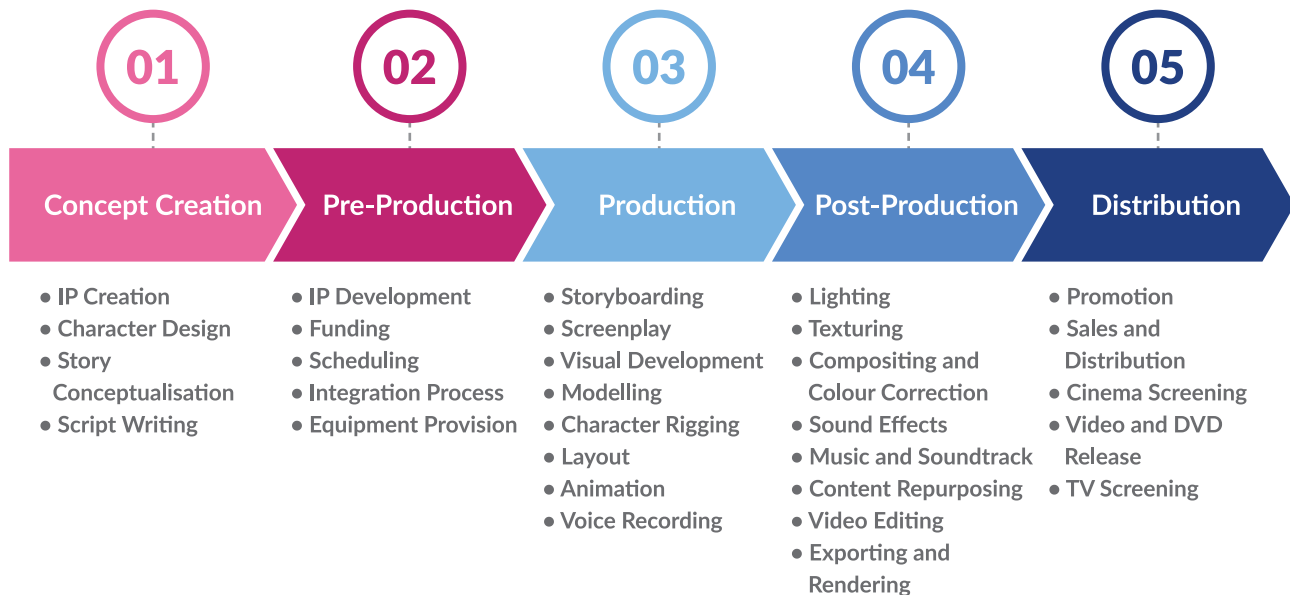 01
02
03
04
05
Concept Creation
Pre-Production
Production
Post-Production
Distribution
• IP Creation
• Character Design
• Story
Conceptualisation
• Script Writing
• IP Development
• Funding
• Scheduling
• Integration Process
• Equipment Provision
• Storyboarding
• Screenplay
• Visual Development
• Modelling
• Character Rigging
• Layout
• Animation
• Voice Recording
• Lighting
• Texturing
• Compositing and
Colour Correction
• Sound Effects
• Music and Soundtrack
• Content Repurposing
• Video Editing
• Exporting and
Rendering
• Promotion
• Sales and
Distribution
• Cinema Screening
• Video and DVD
Release
• TV Screening